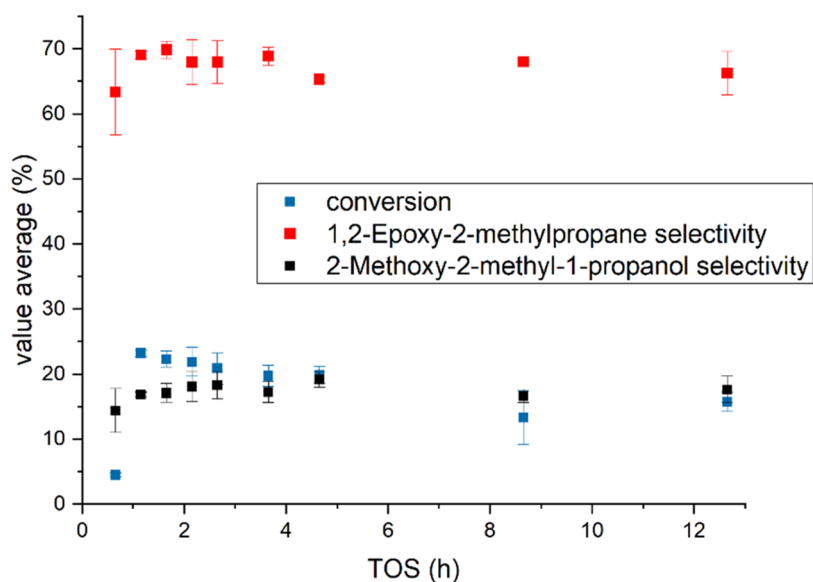 70
60
50
40
30
20
10
0
value average (%)
conversion
1,2-Epoxy-2-methylpropane selectivity
2-Methoxy-2-methyl-1-propanol selectivity
0 2 4 6 8 10 12
TOS (h)